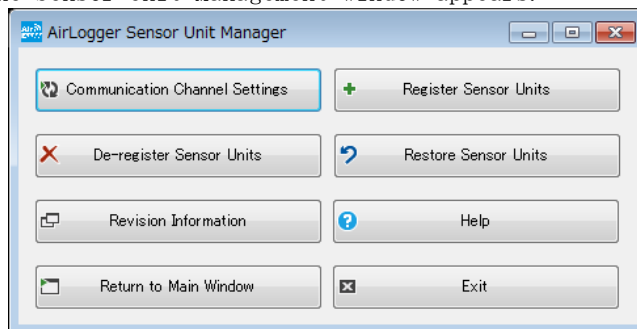 AirLogger Sensor Unit Manager
Communication Channel Settings
Register Sensor Units
De-register Sensor Units
Restore Sensor Units
Revision Information
Help
Return to Main Window
Exit